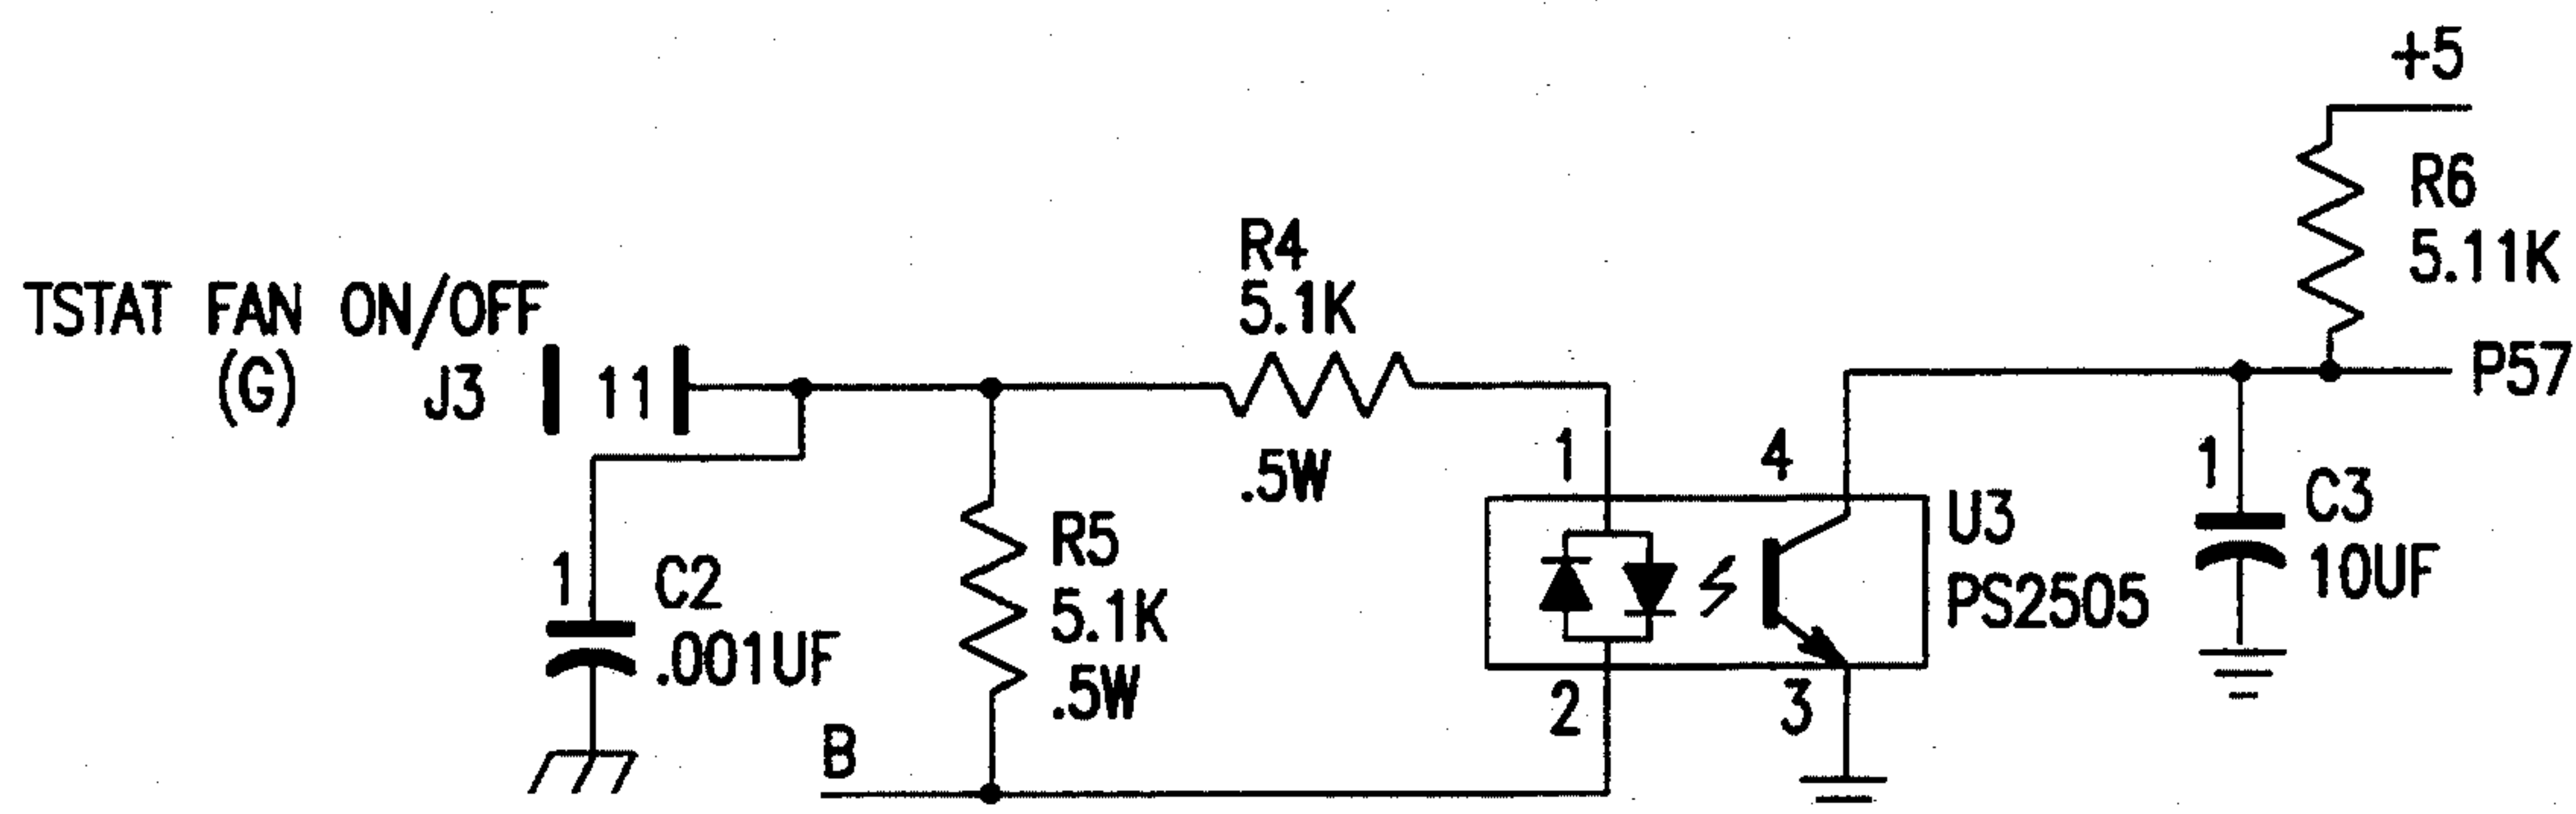 +5
R6
5.11K
R4
5.1K
.5W
TSTAT FAN ON/OFF
(G)
J3
11
P57
1
4
1
C3
10UF
U3
PS2505
1
C2
.001UF
R5
5.1K
.5W
2
3
B